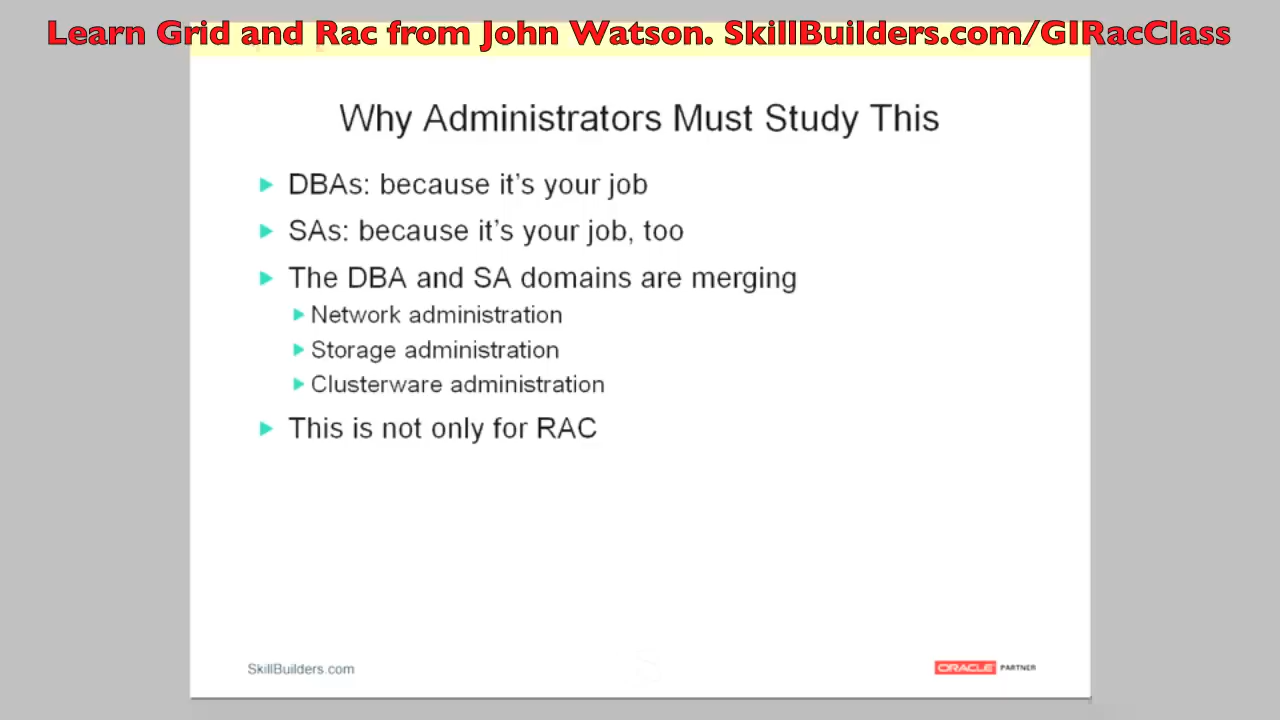 Learn Grid and Rac from John Watson. SkillBuilders.com/GIRacClass
Why Administrators Must Study This
DBAs: because it's your job
SAs: because it's your job, too
The DBA and SA domains are merging
Network administration
Storage administration
Clusterware administration
This is not only for RAC
SkillBuilders.com
S
ORACLE PARTNER